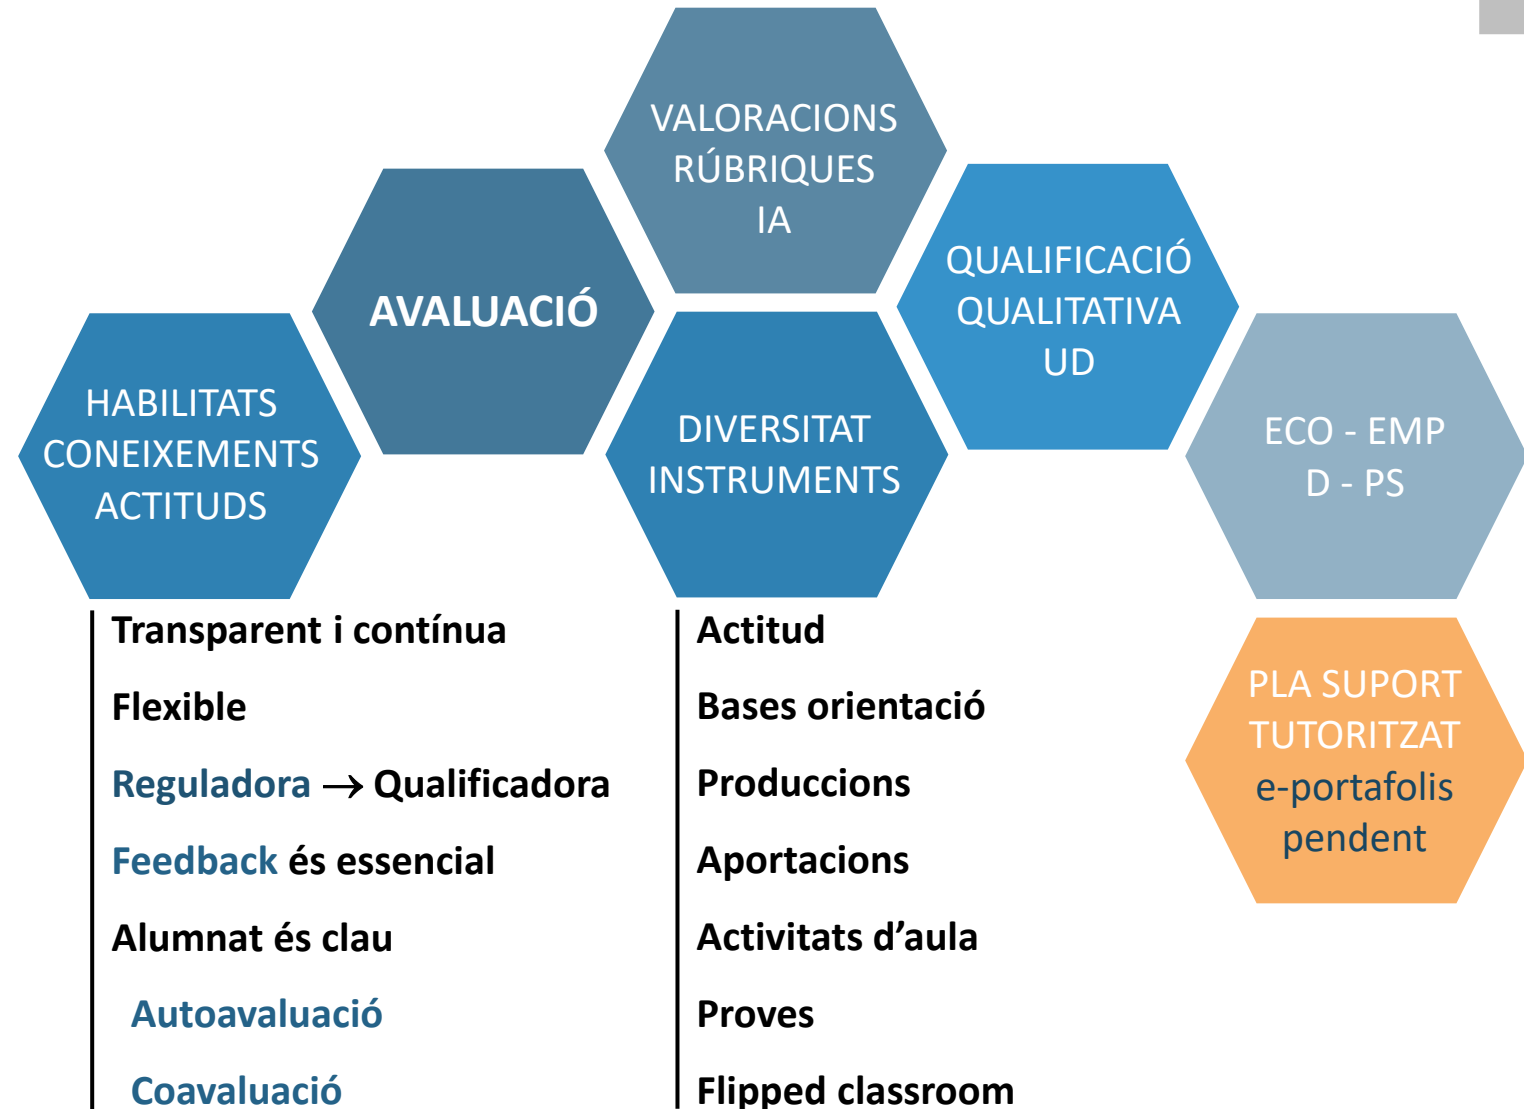 VALORACIONS
RÚBRIQUES
IA
AVALUACIÓ
QUALIFICACIÓ
QUALITATIVA
UD
HABILITATS
CONEIXEMENTS
ACTITUDS
DIVERSITAT
INSTRUMENTS
ECO - EMP
D - PS
Transparent i contínua
Flexible
Reguladora → Qualificadora
Feedback és essencial
Alumnat és clau
Autoavaluació
Coavaluació
Actitud
Bases orientació
Produccions
Aportacions
Activitats d’aula
Proves
Flipped classroom
PLA SUPORT
TUTORITZAT
e-portafolis
pendent